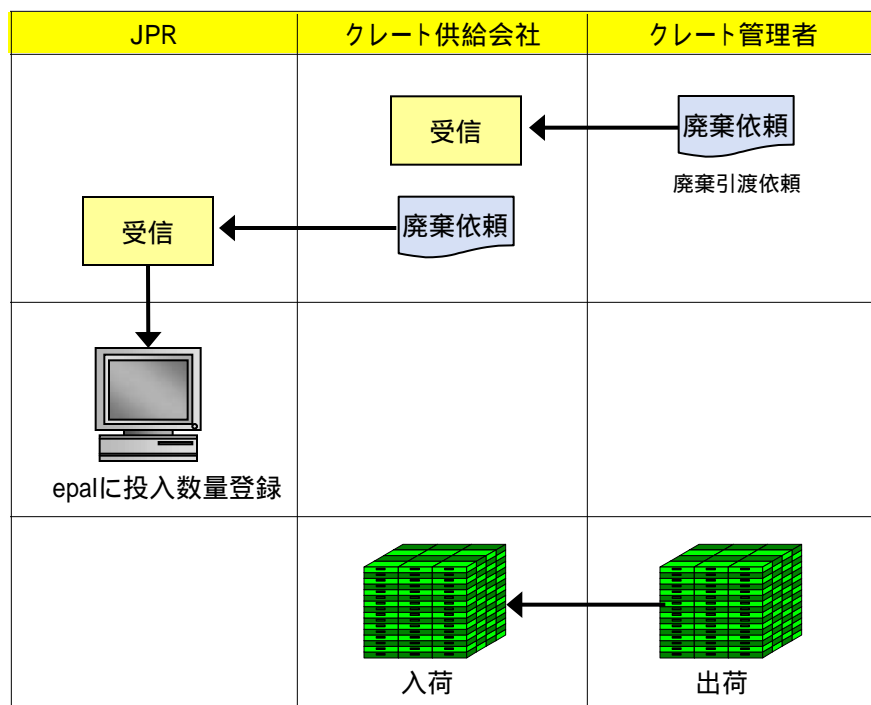 JPR
クレート供給会社
クレート管理者
受信
廃棄依頼
廃棄引渡依頼
受信
廃棄依頼
epalに投入数量登録
入荷
出荷